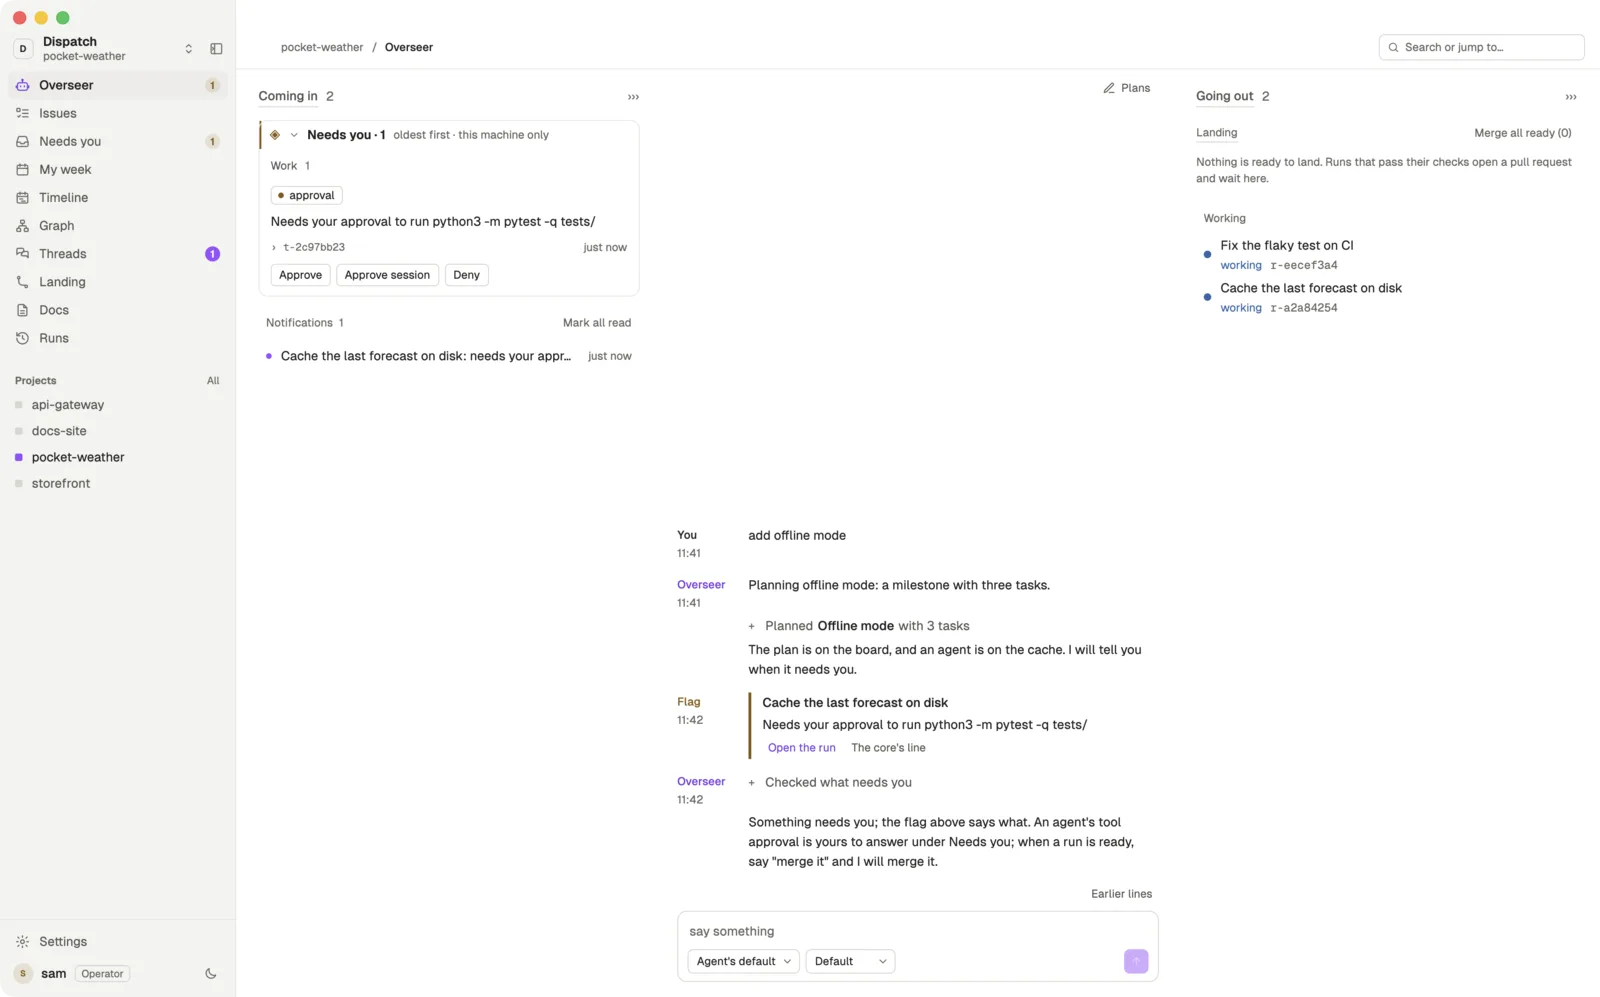 D
Dispatch
pocket-weather
Overseer 1
Issues
Needs you 1
My week
Timeline
Graph
Threads 1
Landing
Docs
Runs
Projects All
api-gateway
docs-site
pocket-weather
storefront
Settings
S sam Operator
pocket-weather / Overseer
Search or jump to...
Coming in 2
Needs you · 1 oldest first · this machine only
Work 1
approval
Needs your approval to run python3 -m pytest -q tests/
t-2c97bb23 just now
Approve Approve session Deny
Notifications 1 Mark all read
Cache the last forecast on disk: needs your appr... just now
Plans
You add offline mode
11:41
Overseer Planning offline mode: a milestone with three tasks.
11:41
+ Planned Offline mode with 3 tasks
The plan is on the board, and an agent is on the cache. I will tell you
when it needs you.
Flag Cache the last forecast on disk
11:42 Needs your approval to run python3 -m pytest -q tests/
Open the run The core's line
Overseer + Checked what needs you
11:42
Something needs you; the flag above says what. An agent's tool
approval is yours to answer under Needs you; when a run is ready,
say "merge it" and I will merge it.
Earlier lines
say something
Agent's default Default
Going out 2
Landing Merge all ready (0)
Nothing is ready to land. Runs that pass their checks open a pull request
and wait here.
Working
Fix the flaky test on CI
working r-eecef3a4
Cache the last forecast on disk
working r-a2a84254